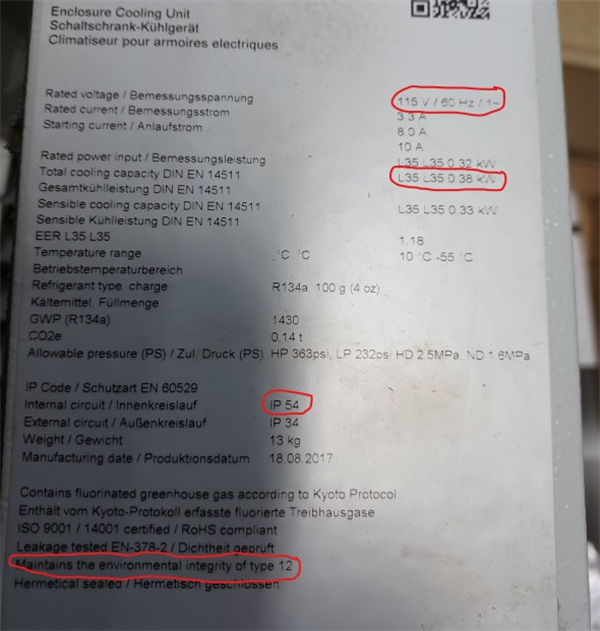 Enclosure Cooling Unit
Schaltschrank-Kühlgerät
Climatiseur pour armoires electriques
Rated voltage / Bemessungsspannung 115 V / 60 Hz / 1~
Rated current / Bemessungsstrom 3.3 A
Starting current / Anlaufstrom 8.0 A
10 A
Rated power input / Bemessungsleistung L35 L35 0.32 kW
Total cooling capacity DIN EN 14511 L35 L35 0.38 kW
Gesamtkühlleistung DIN EN 14511
Sensible cooling capacity DIN EN 14511 L35 L35 0.33 kW
Sensible Kühlleistung DIN EN 14511
EER L35 L35 1.18
Temperature range °C °C 10 °C -55 °C
Betriebstemperaturbereich
Refrigerant type, charge R134a, 100 g (4 oz)
Kältemittel, Füllmenge
GWP (R134a) 1430
CO2e 0,14 t
Allowable pressure (PS) / Zul. Druck (PS) HP 363psi, LP 232psi HD 2.5MPa, ND 1.6MPa
IP Code / Schutzart EN 60529
Internal circuit / Innenkreislauf IP 54
External circuit / Außenkreislauf IP 34
Weight / Gewicht 13 kg
Manufacturing date / Produktionsdatum 18.08.2017
Contains fluorinated greenhouse gas according to Kyoto Protocol
Enthält vom Kyoto-Protokoll erfasste fluorierte Treibhausgase
ISO 9001 / 14001 certified / RoHS compliant
Leakage tested EN-378-2 / Dichtheit geprüft
Maintains the environmental integrity of type 12
Hermetical sealed / Hermetisch geschlossen